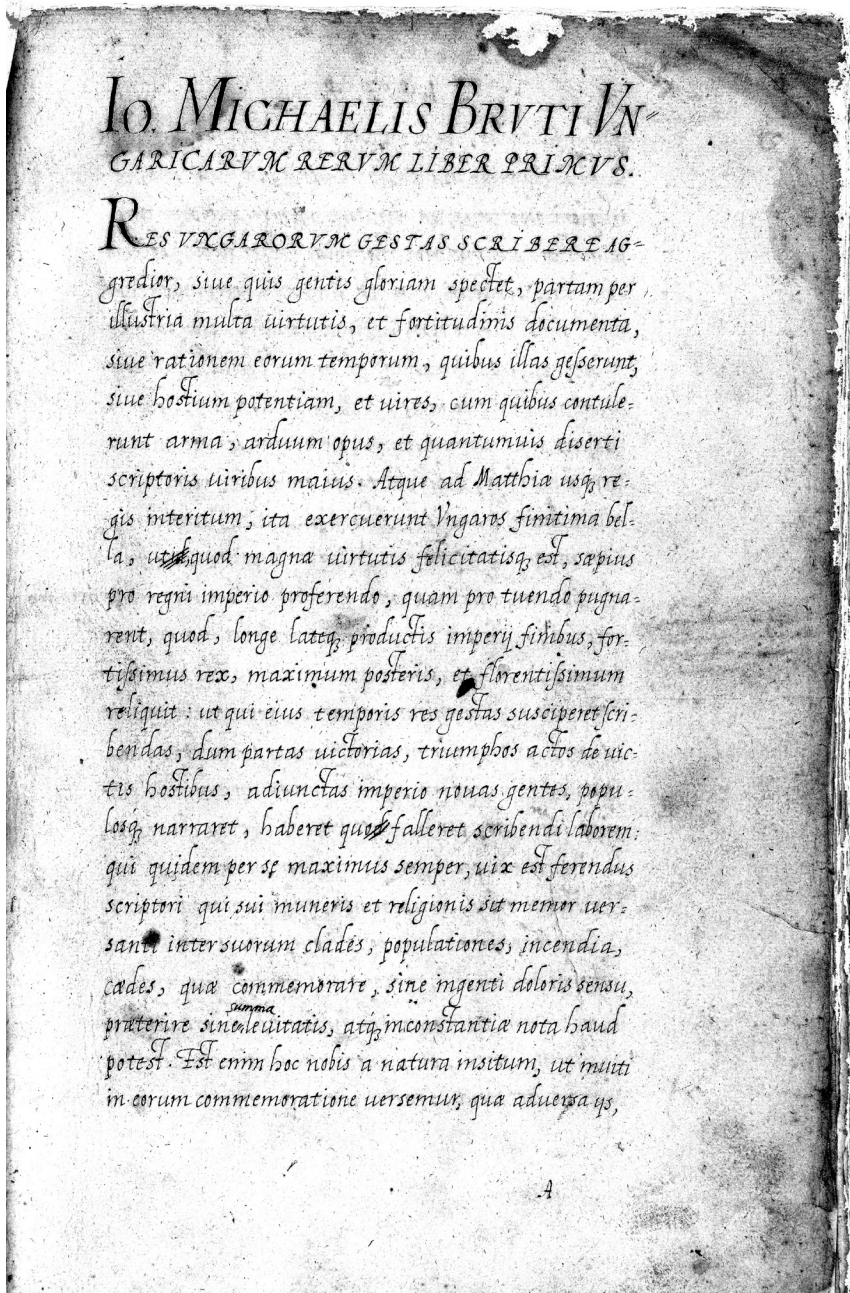 IO. MICHAELIS BRVTI VN=
GARICARVM RERVM LIBER PRIMVS.
RES VNGARORVM GESTAS SCRIBERE AG=
gredior, siue quis gentis gloriam spectet, partam per
illustria multa uirtutis, et fortitudinis documenta,
siue rationem eorum temporum, quibus illas gesserunt,
siue hostium potentiam, et uires, cum quibus contule=
runt arma, arduum opus, et quantumuis diserti
scriptoris uiribus maius. Atque ad Matthiæ usq; re=
gis interitum, ita exercuerunt Vngaros finitima bel=
la, ut quod magnæ uirtutis felicitatisq; est, sæpius
pro regni imperio proferendo, quam pro tuendo pugna=
rent, quod, longe lateq; productis imperij finibus, for=
tissimus rex, maximum posteris, et florentissimum
reliquit: ut qui eius temporis res gestas susciperet scri=
bendas, dum partas uictorias, triumphos actos de uic=
tis hostibus, adiunctas imperio nouas gentes, popu=
losq; narraret, haberet quo falleret scribendi laborem:
qui quidem per se maximus semper, uix est ferendus
scriptori qui sui muneris et religionis sit memor uer=
santi inter suorum clades, populationes, incendia,
cædes, quæ commemorare, sine ingenti doloris sensu,
præterire sine summa leuitatis, atq; inconstantiæ nota haud
potest. Est enim hoc nobis a natura insitum, ut inuiti
in eorum commemoratione uersemur, quæ aduersa ijs,
A